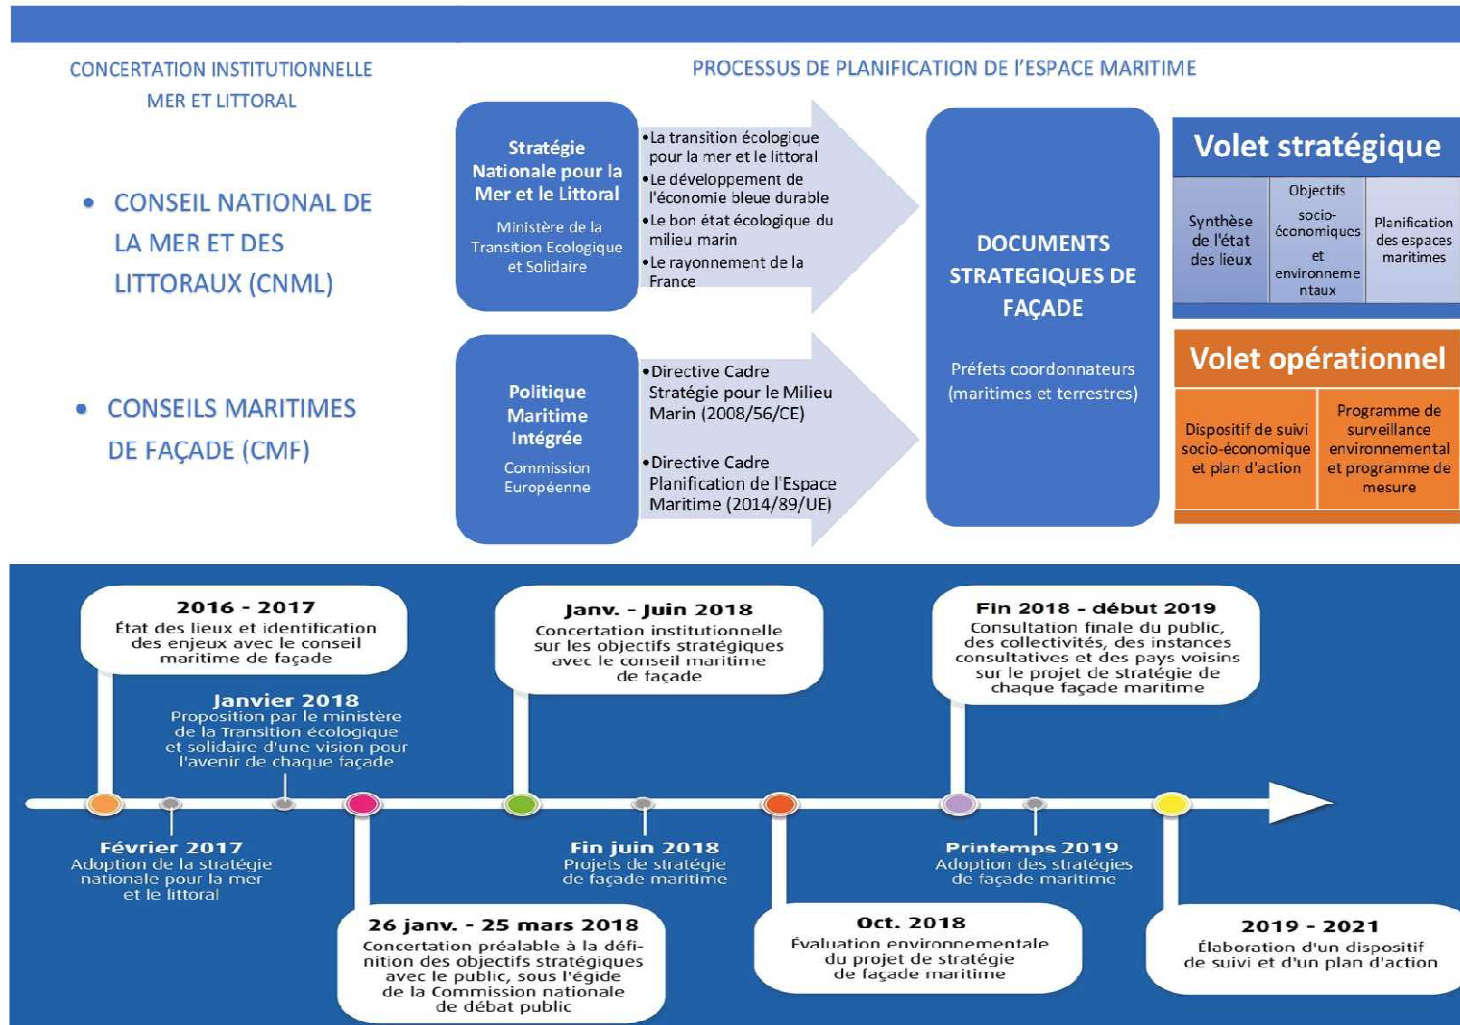 CONCERTATION INSTITUTIONNELLE
MER ET LITTORAL
PROCESSUS DE PLANIFICATION DE l'ESPACE MARITIME
• CONSEIL NATIONAL DE
LA MER ET DES
LITTORAUX (CNML)
• CONSEILS MARITIMES
DE FAÇADE (CMF)
Stratégie
Nationale pour la
Mer et le Littoral
Ministère de la
Transition Ecologique
et Solidaire
•La transition écologique
pour la mer et le littoral
•Le développement de
l'économie bleue durable
•Le bon état écologique du
milieu marin
•Le rayonnement de la
France
Politique
Maritime
Intégrée
Commission
Européenne
•Directive Cadre
Stratégie pour le Milieu
Marin (2008/56/CE)
•Directive Cadre
Planification de l'Espace
Maritime (2014/89/UE)
DOCUMENTS
STRATEGIQUES DE
FAÇADE
Préfets coordonnateurs
(maritimes et terrestres)
Volet stratégique
Synthèse
de l'état
des lieux
Objectifs
socio-
économiques
et
environneme
ntaux
Planification
des espaces
maritimes
Volet opérationnel
Dispositif de suivi
socio-économique
et plan d'action
Programme de
surveillance
environnemental
et programme de
mesure
2016 - 2017
État des lieux et identification
des enjeux avec le conseil
maritime de façade
Janvier 2018
Proposition par le ministère
de la Transition écologique
et solidaire d'une vision pour
l'avenir de chaque façade
Janv. - Juin 2018
Concertation institutionnelle
sur les objectifs stratégiques
avec le conseil maritime
de façade
Fin 2018 - début 2019
Consultation finale du public,
des collectivités, des instances
consultatives et des pays voisins
sur le projet de stratégie de
chaque façade maritime
Février 2017
Adoption de la stratégie
nationale pour la mer
et le littoral
26 janv. - 25 mars 2018
Concertation préalable à la défi-
nition des objectifs stratégiques
avec le public, sous l'égide
de la Commission nationale
de débat public
Fin juin 2018
Projets de stratégie
de façade maritime
Oct. 2018
Évaluation environnementale
du projet de stratégie
de façade maritime
Printemps 2019
Adoption des stratégies
de façade maritime
2019 - 2021
Élaboration d'un dispositif
de suivi et d'un plan d'action